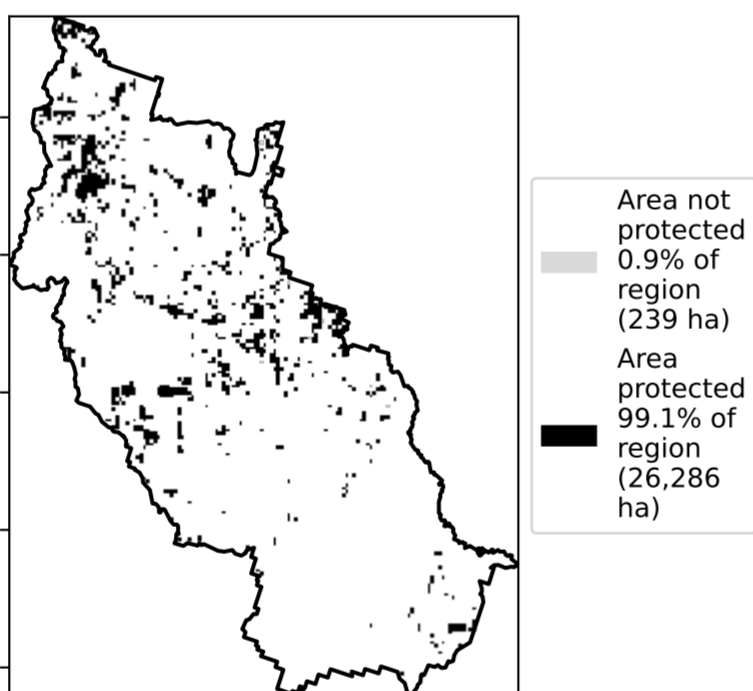 Area not
protected
0.9% of
region
(239 ha)
Area
protected
99.1% of
region
(26,286
ha)